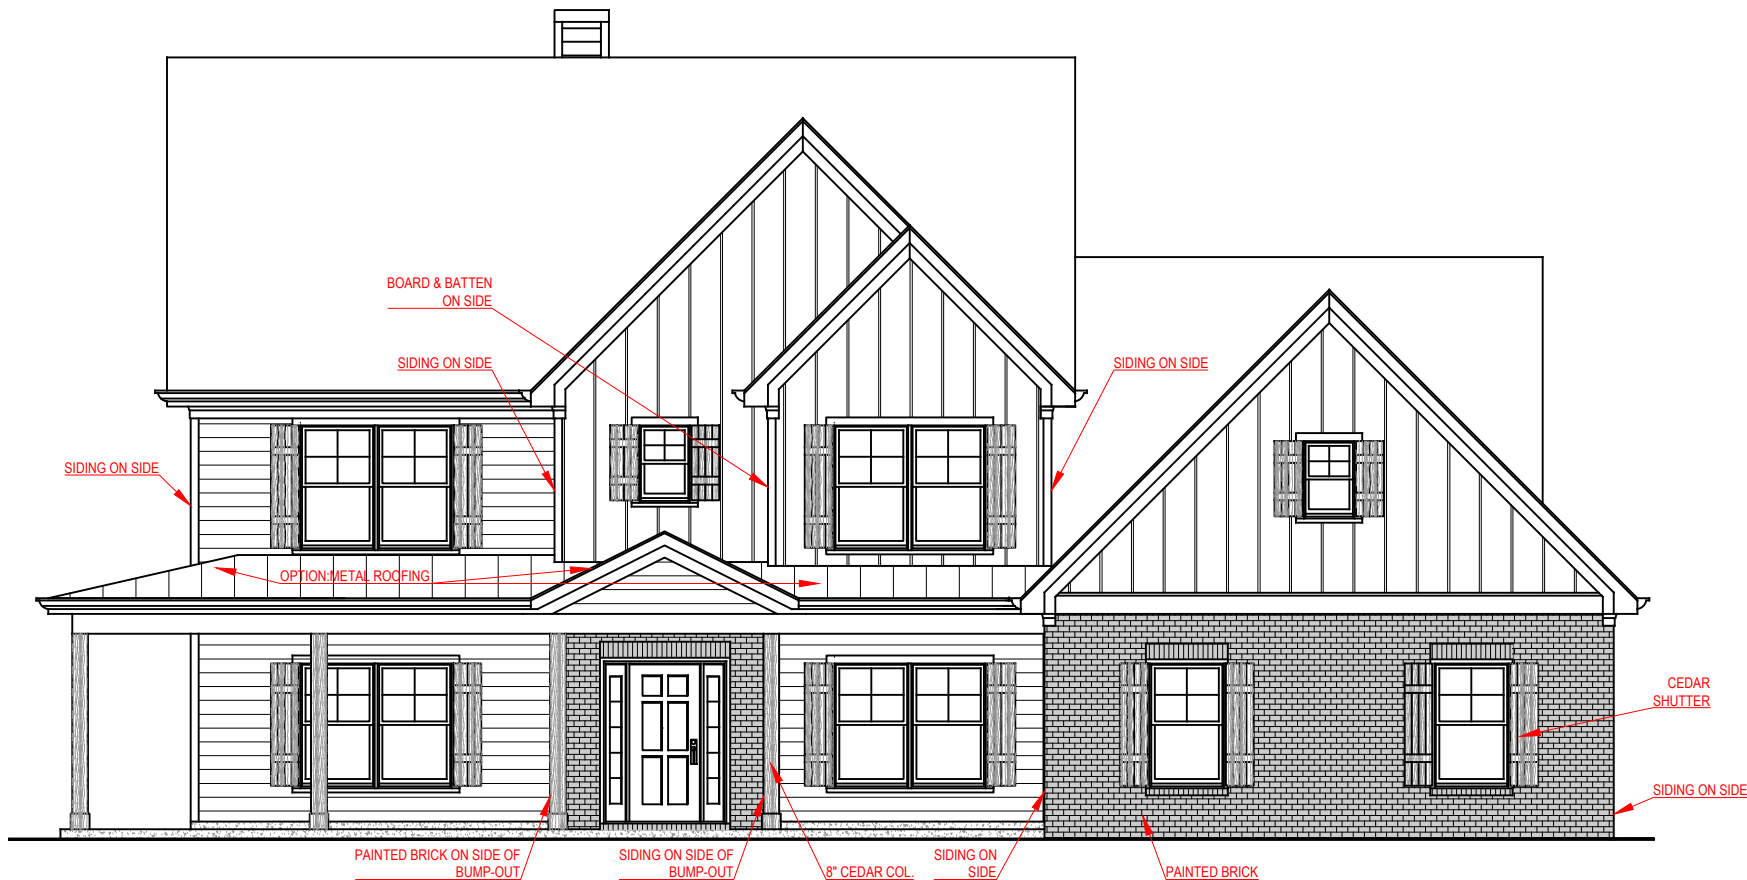 BOARD & BATTEN
ON SIDE
SIDING ON SIDE
SIDING ON SIDE
SIDING ON SIDE
OPTION:METAL ROOFING
CEDAR
SHUTTER
SIDING ON SIDE
PAINTED BRICK ON SIDE OF
BUMP-OUT
SIDING ON SIDE OF
BUMP-OUT
8" CEDAR COL.
SIDING ON
SIDE
PAINTED BRICK